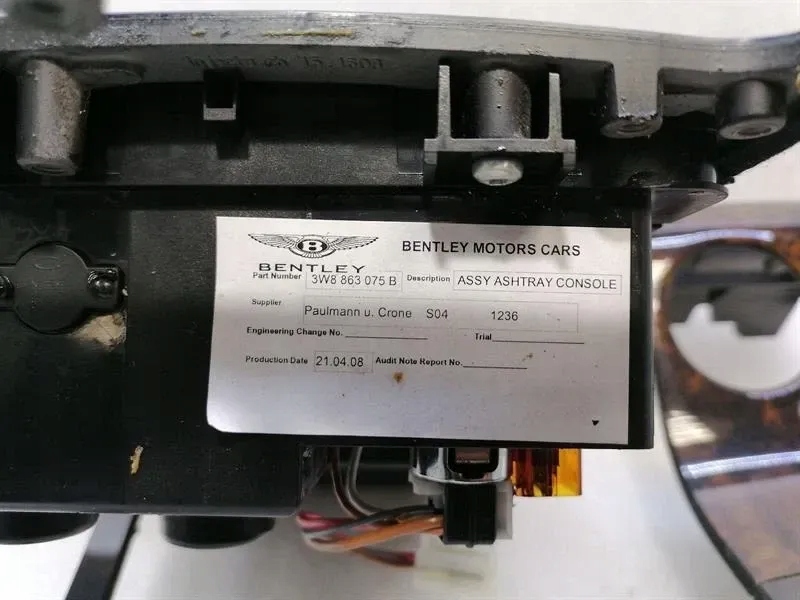 B
BENTLEY
BENTLEY MOTORS CARS
Part Number 3W8 863 075 B Description ASSY ASHTRAY CONSOLE
Supplier Paulmann u. Crone S04 1236
Engineering Change No. Trial
Production Date 21.04.08 Audit Note Report No.